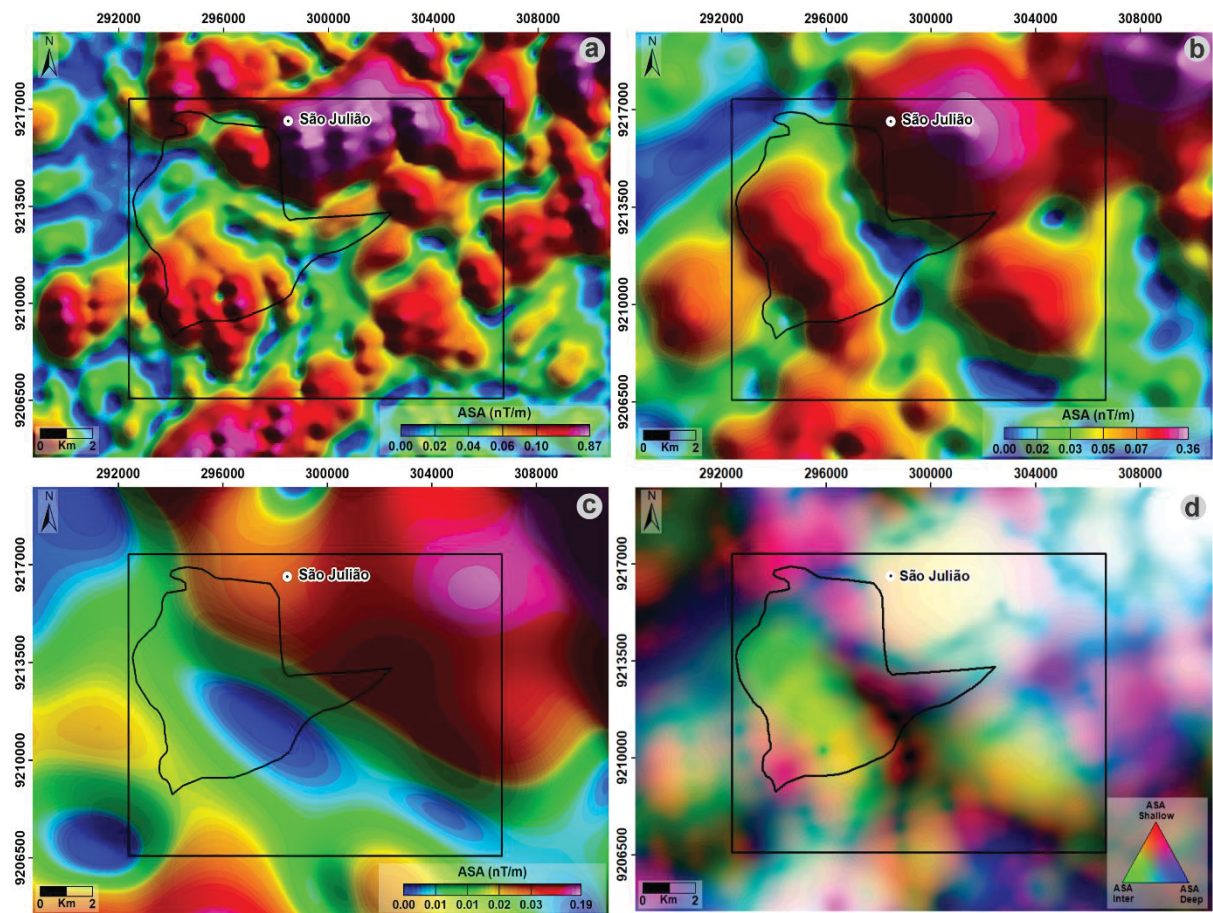 292000 296000 300000 304000 308000
292000 296000 300000 304000 308000
N
a
N
b
9217000
São Julião
9217000
São Julião
9213500
9213500
9210000
9210000
9206500
9206500
ASA (nT/m)
0.00 0.02 0.04 0.06 0.10 0.87
0 Km 2
ASA (nT/m)
0.00 0.02 0.03 0.05 0.07 0.36
0 Km 2
292000 296000 300000 304000 308000
292000 296000 300000 304000 308000
N
c
N
d
9217000
São Julião
9217000
São Julião
9213500
9213500
9210000
9210000
9206500
9206500
ASA (nT/m)
0.00 0.01 0.01 0.02 0.03 0.19
0 Km 2
ASA
Shallow
ASA
Inter
ASA
Deep
0 Km 2